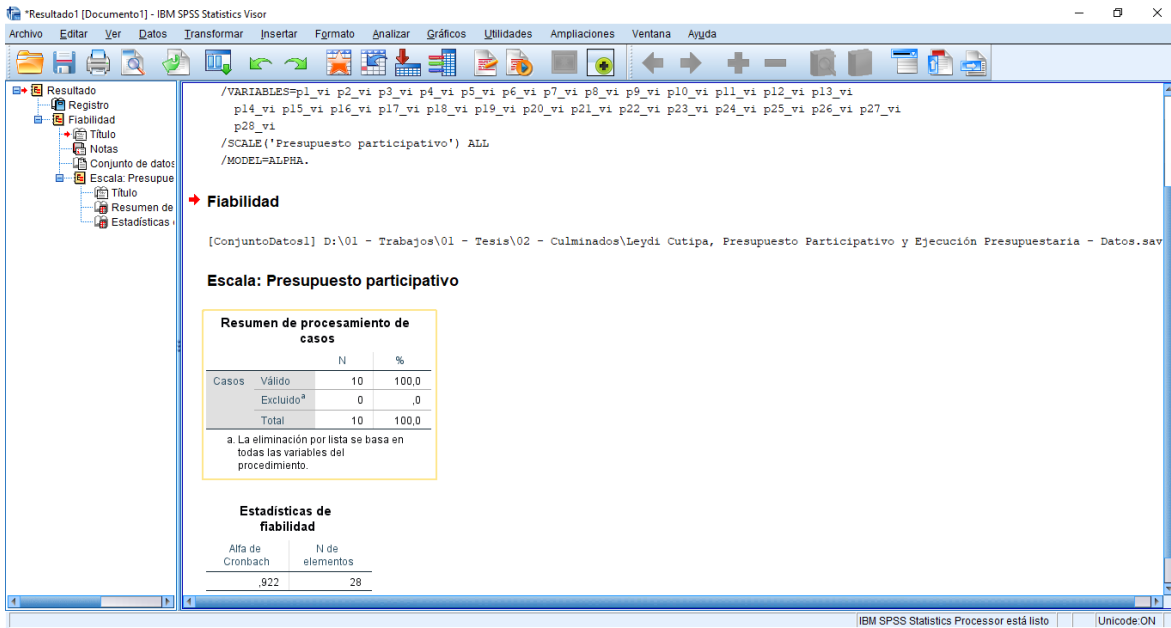 *Resultado1 [Documento1] - IBM SPSS Statistics Visor
Archivo Editar Ver Datos Transformar Insertar Formato Analizar Gráficos Utilidades Ampliaciones Ventana Ayuda
Resultado
Registro
Fiabilidad
Título
Notas
Conjunto de datos
Escala: Presupue
Título
Resumen de
Estadísticas
/VARIABLES=p1_vi p2_vi p3_vi p4_vi p5_vi p6_vi p7_vi p8_vi p9_vi p10_vi p11_vi p12_vi p13_vi
p14_vi p15_vi p16_vi p17_vi p18_vi p19_vi p20_vi p21_vi p22_vi p23_vi p24_vi p25_vi p26_vi p27_vi
p28_vi
/SCALE('Presupuesto participativo') ALL
/MODEL=ALPHA.
Fiabilidad
[ConjuntoDatos1] D:\01 - Trabajos\01 - Tesis\02 - Culminados\Leydi Cutipa, Presupuesto Participativo y Ejecución Presupuestaria - Datos.sav
Escala: Presupuesto participativo
Resumen de procesamiento de
casos
N %
Casos Válido 10 100,0
Excluidoa 0 ,0
Total 10 100,0
a. La eliminación por lista se basa en
todas las variables del
procedimiento.
Estadísticas de
fiabilidad
Alfa de N de
Cronbach elementos
,922 28
IBM SPSS Statistics Processor está listo Unicode:ON